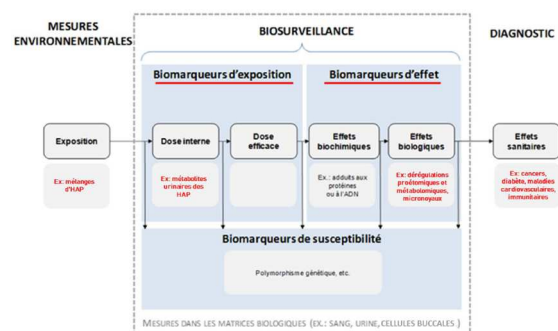 MESURES
ENVIRONNEMENTALES
BIOSURVEILLANCE
DIAGNOSTIC
Biomarqueurs d'exposition
Biomarqueurs d'effet
Exposition
Dose interne
Dose
efficace
Effets
biochimiques
Effets
biologiques
Effets
sanitaires
Ex: mélanges
d'HAP
Ex: métabolites
urinaires des
HAP
Ex.: adduits aux
protéines
ou à l'ADN
Ex: dérégulations
protéomiques et
métabolomiques,
micronoyaux
Ex: cancers,
diabète, maladies
cardiovasculaires,
immunitaires
Biomarqueurs de susceptibilité
Polymorphisme génétique, etc.
MESURES DANS LES MATRICES BIOLOGIQUES (EX.: SANG, URINE, CELLULES BUCCALES.)